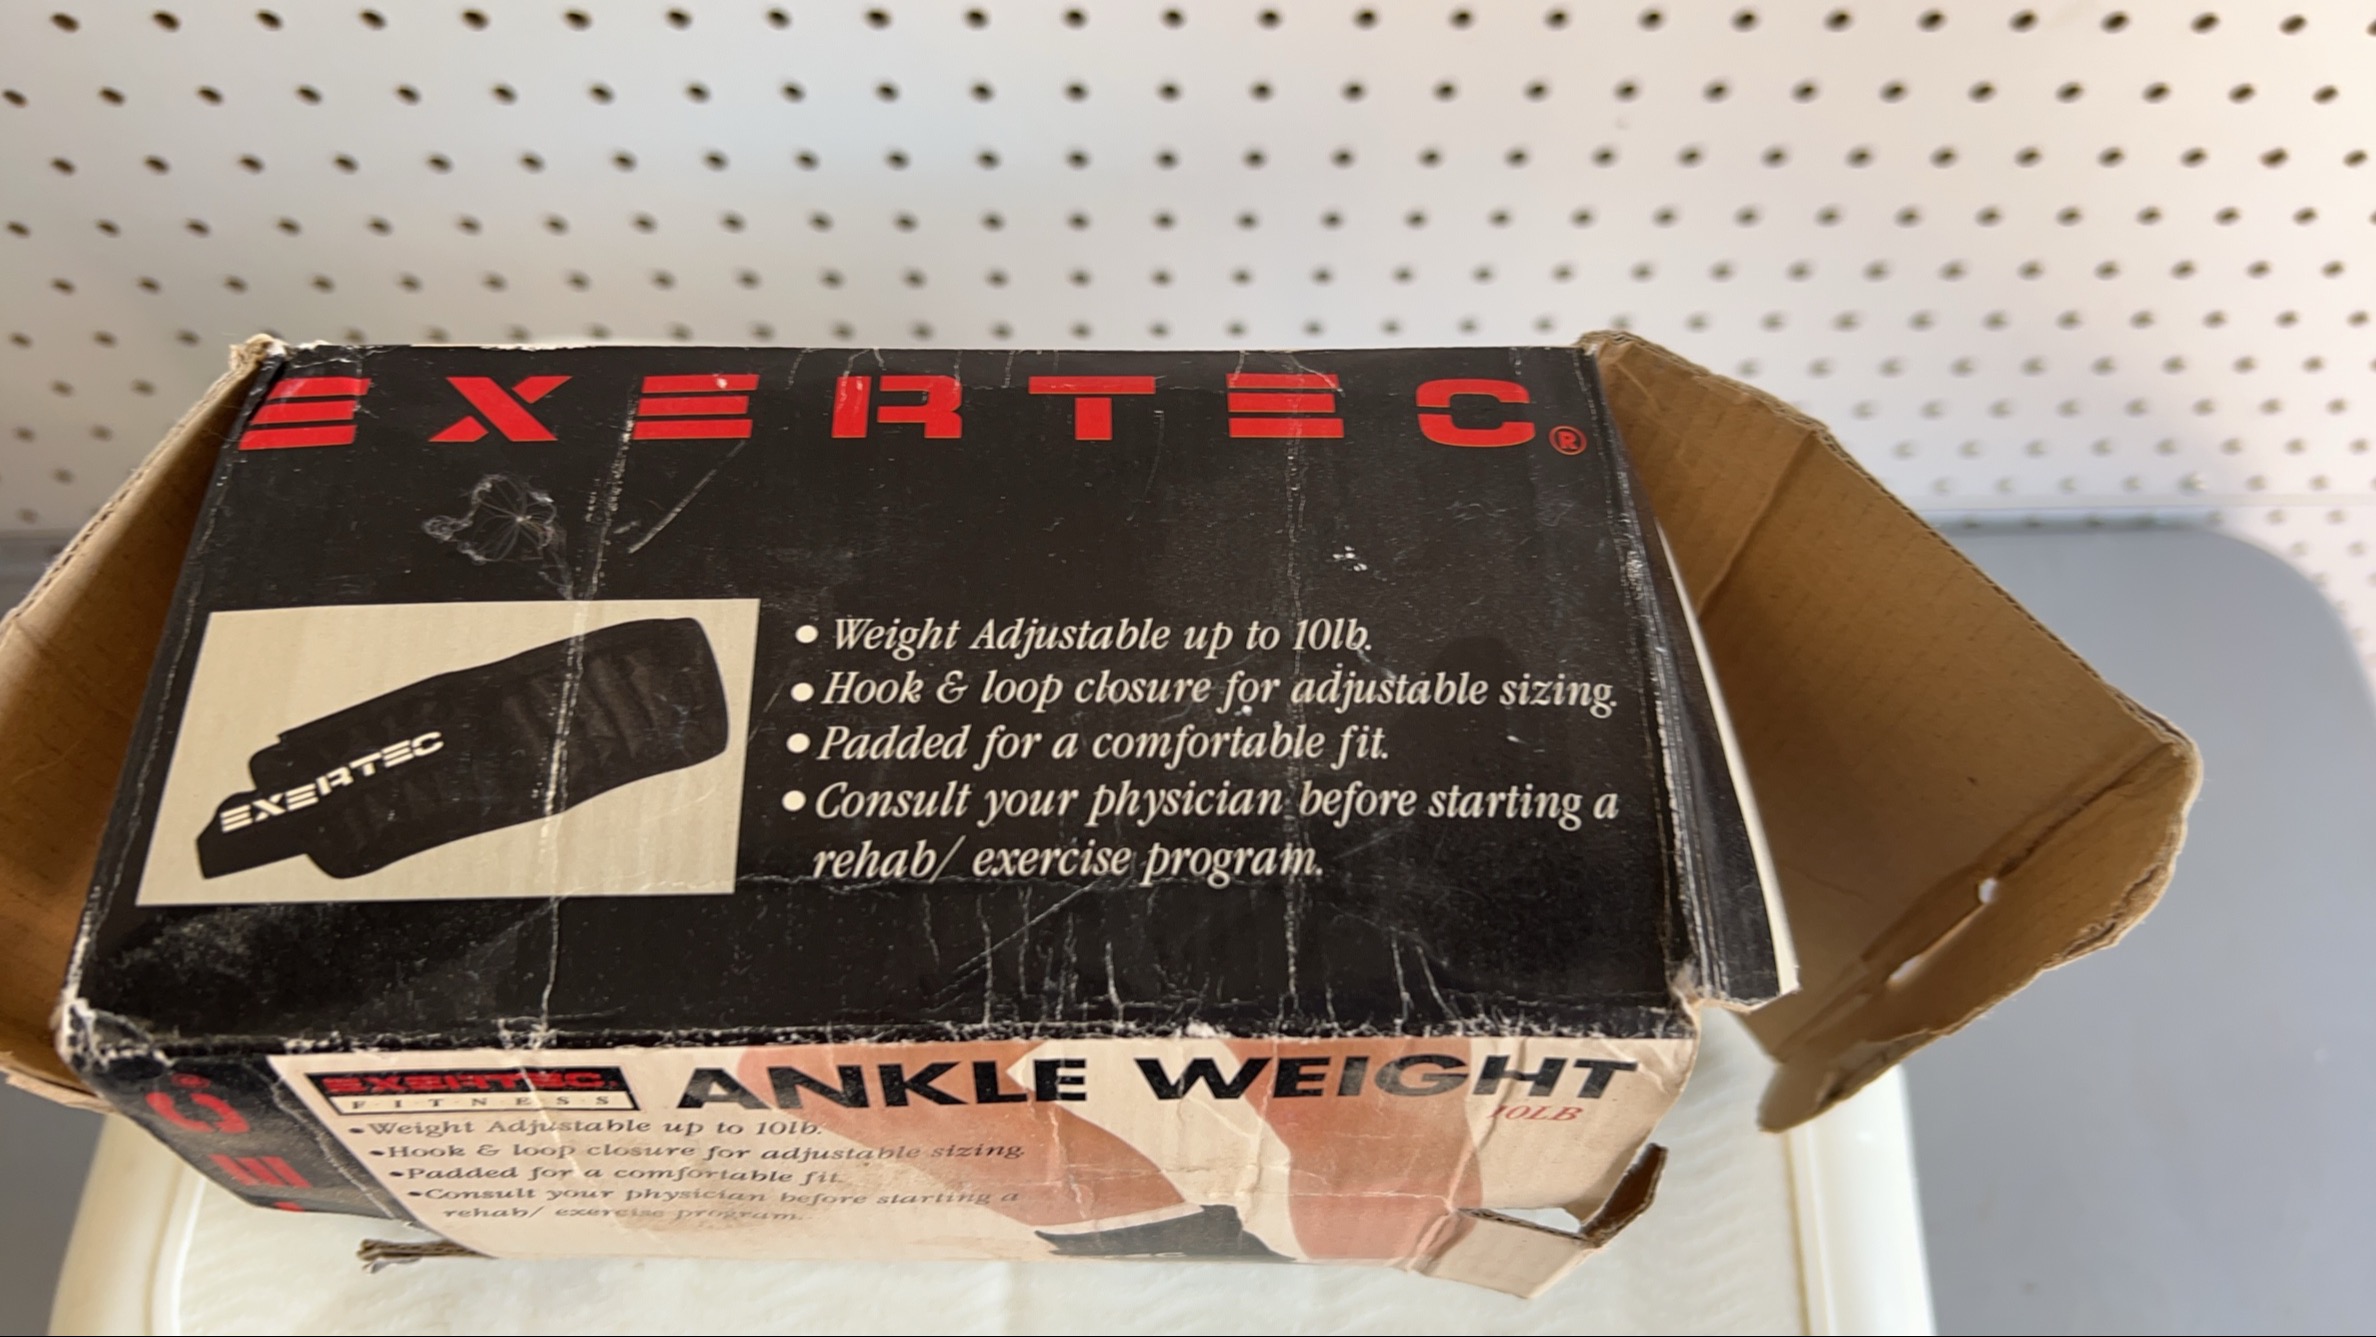 EXERTEC®
• Weight Adjustable up to 10lb.
• Hook & loop closure for adjustable sizing.
• Padded for a comfortable fit.
• Consult your physician before starting a
rehab/ exercise program.
EXERTEC
EXERTEC
FITNESS
ANKLE WEIGHT
10LB
• Weight Adjustable up to 10lb.
• Hook & loop closure for adjustable sizing
• Padded for a comfortable fit.
• Consult your physician before starting a
rehab/ exercise program.